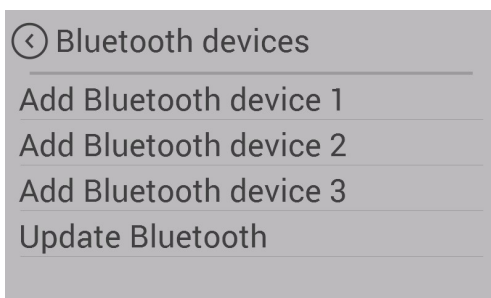 Bluetooth devices
Add Bluetooth device 1
Add Bluetooth device 2
Add Bluetooth device 3
Update Bluetooth